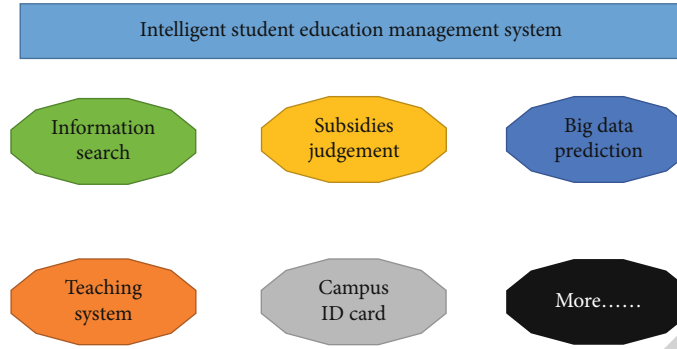 Intelligent student education management system
Information
search
Subsidies
judgement
Big data
prediction
Teaching
system
Campus
ID card
More......